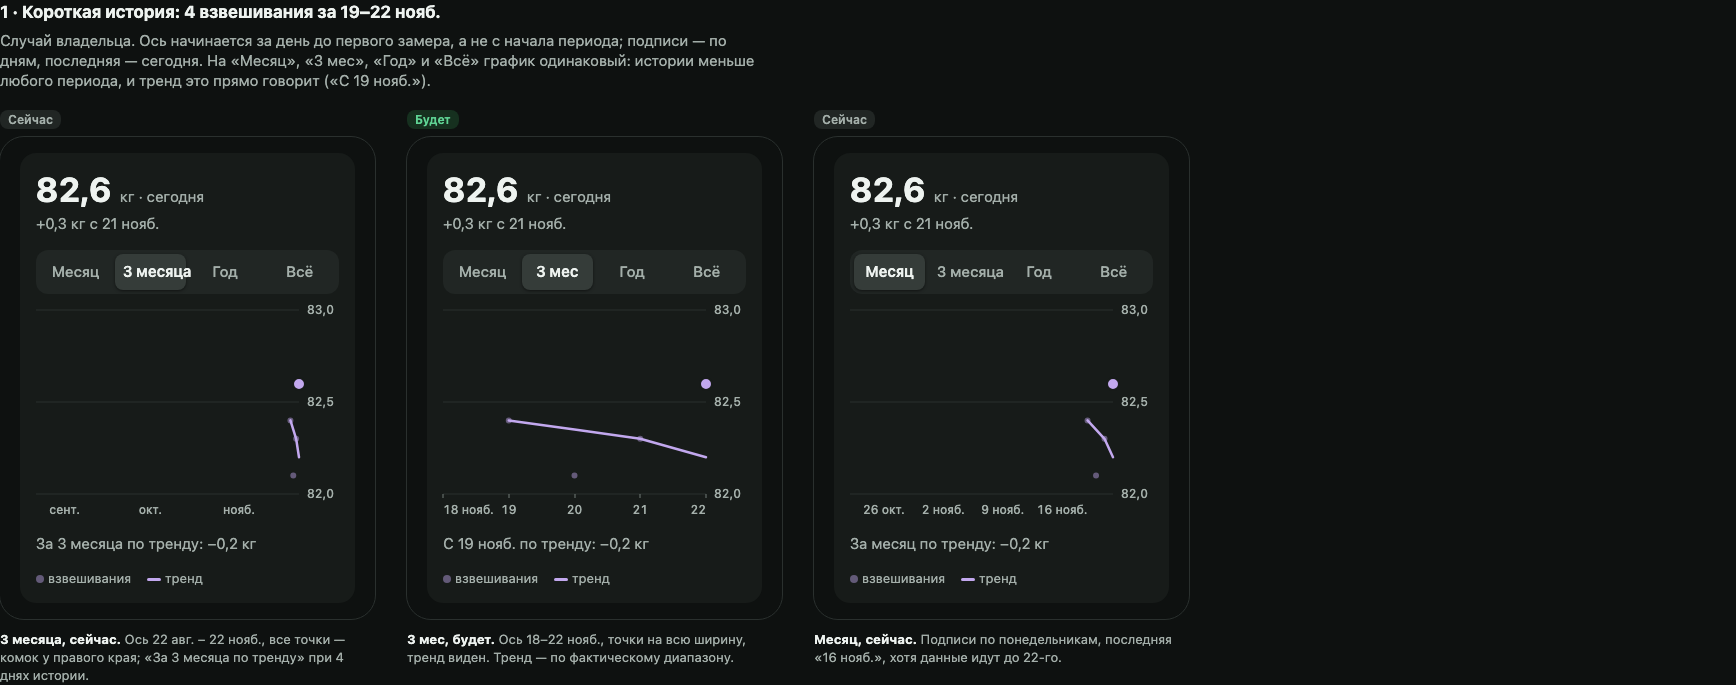 1 · Короткая история: 4 взвешивания за 19–22 нояб.
Случай владельца. Ось начинается за день до первого замера, а не с начала периода; подписи — по
дням, последняя — сегодня. На «Месяц», «3 мес», «Год» и «Всё» график одинаковый: истории меньше
любого периода, и тренд это прямо говорит («С 19 нояб.»).
Сейчас
82,6 кг · сегодня
+0,3 кг с 21 нояб.
Месяц 3 месяца Год Всё
83,0
82,5
82,0
сент. окт. нояб.
За 3 месяца по тренду: −0,2 кг
взвешивания тренд
3 месяца, сейчас. Ось 22 авг. – 22 нояб., все точки —
комок у правого края; «За 3 месяца по тренду» при 4
днях истории.
Будет
82,6 кг · сегодня
+0,3 кг с 21 нояб.
Месяц 3 мес Год Всё
83,0
82,5
82,0
18 нояб. 19 20 21 22
С 19 нояб. по тренду: −0,2 кг
взвешивания тренд
3 мес, будет. Ось 18–22 нояб., точки на всю ширину,
тренд виден. Тренд — по фактическому диапазону.
Сейчас
82,6 кг · сегодня
+0,3 кг с 21 нояб.
Месяц 3 месяца Год Всё
83,0
82,5
82,0
26 окт. 2 нояб. 9 нояб. 16 нояб.
За месяц по тренду: −0,2 кг
взвешивания тренд
Месяц, сейчас. Подписи по понедельникам, последняя
«16 нояб.», хотя данные идут до 22-го.